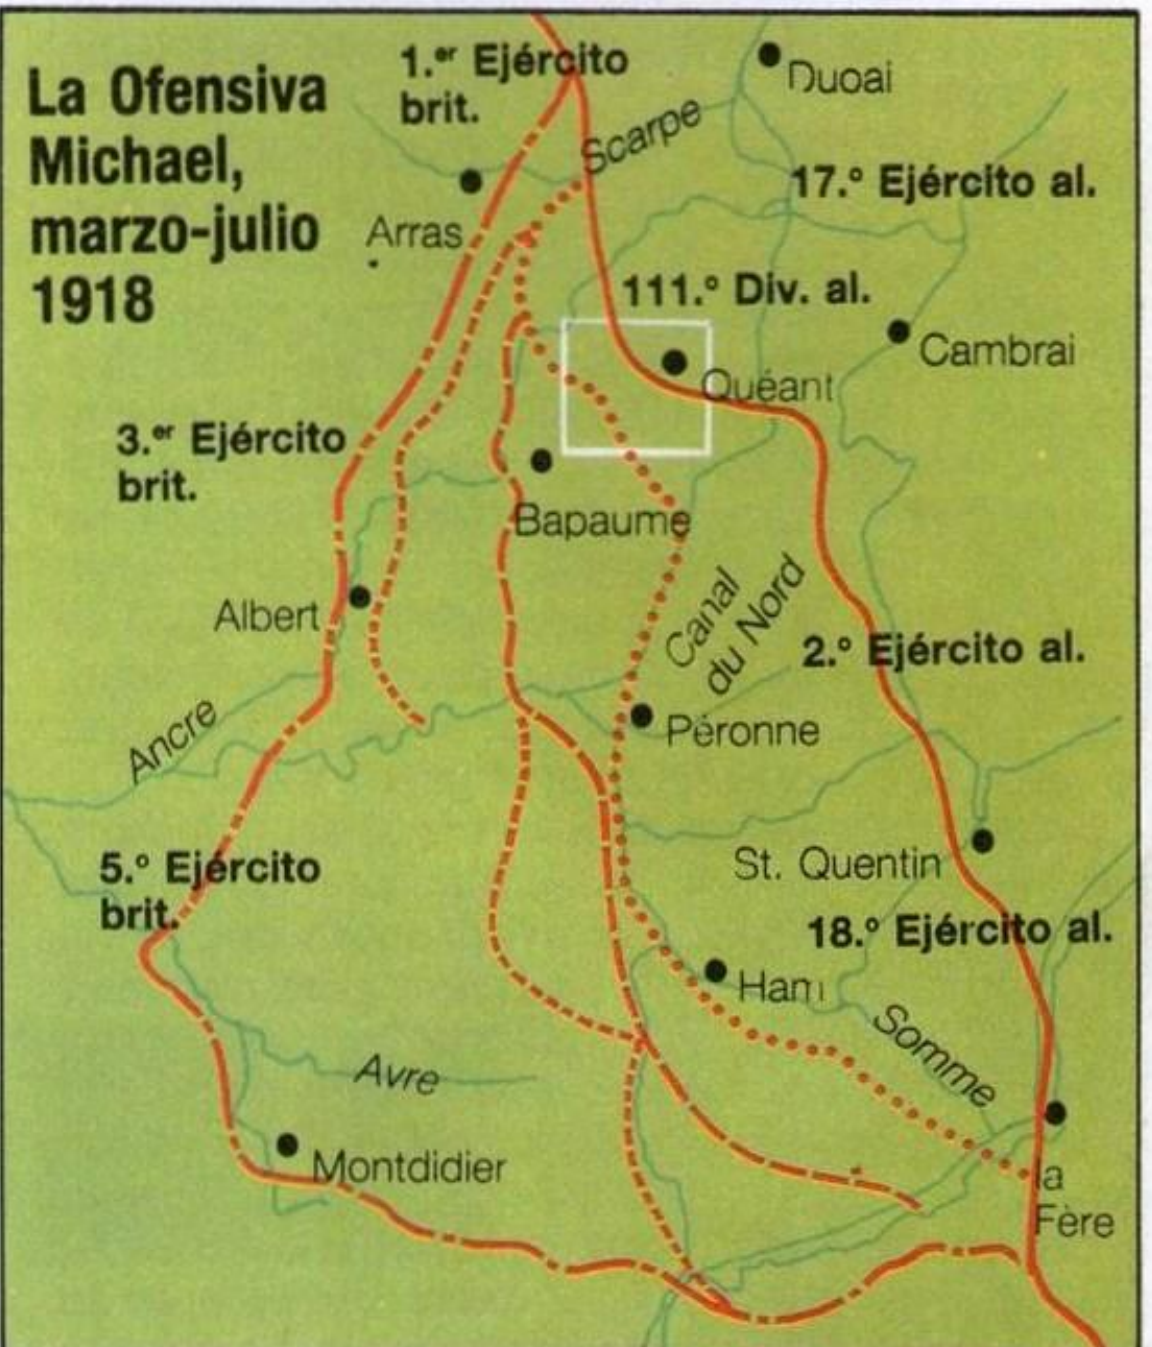 La Ofensiva
Michael,
marzo-julio
1918
1.er Ejército
brit.
Duoai
Scarpe
17.º Ejército al.
Arras
111.º Div. al.
Cambrai
Quéant
3.er Ejército
brit.
Bapaume
Canal
du Nord
Albert
2.º Ejército al.
Ancre
Péronne
5.º Ejército
brit.
St. Quentin
18.º Ejército al.
Ham
Somme
Avre
Montdidier
la
Fère